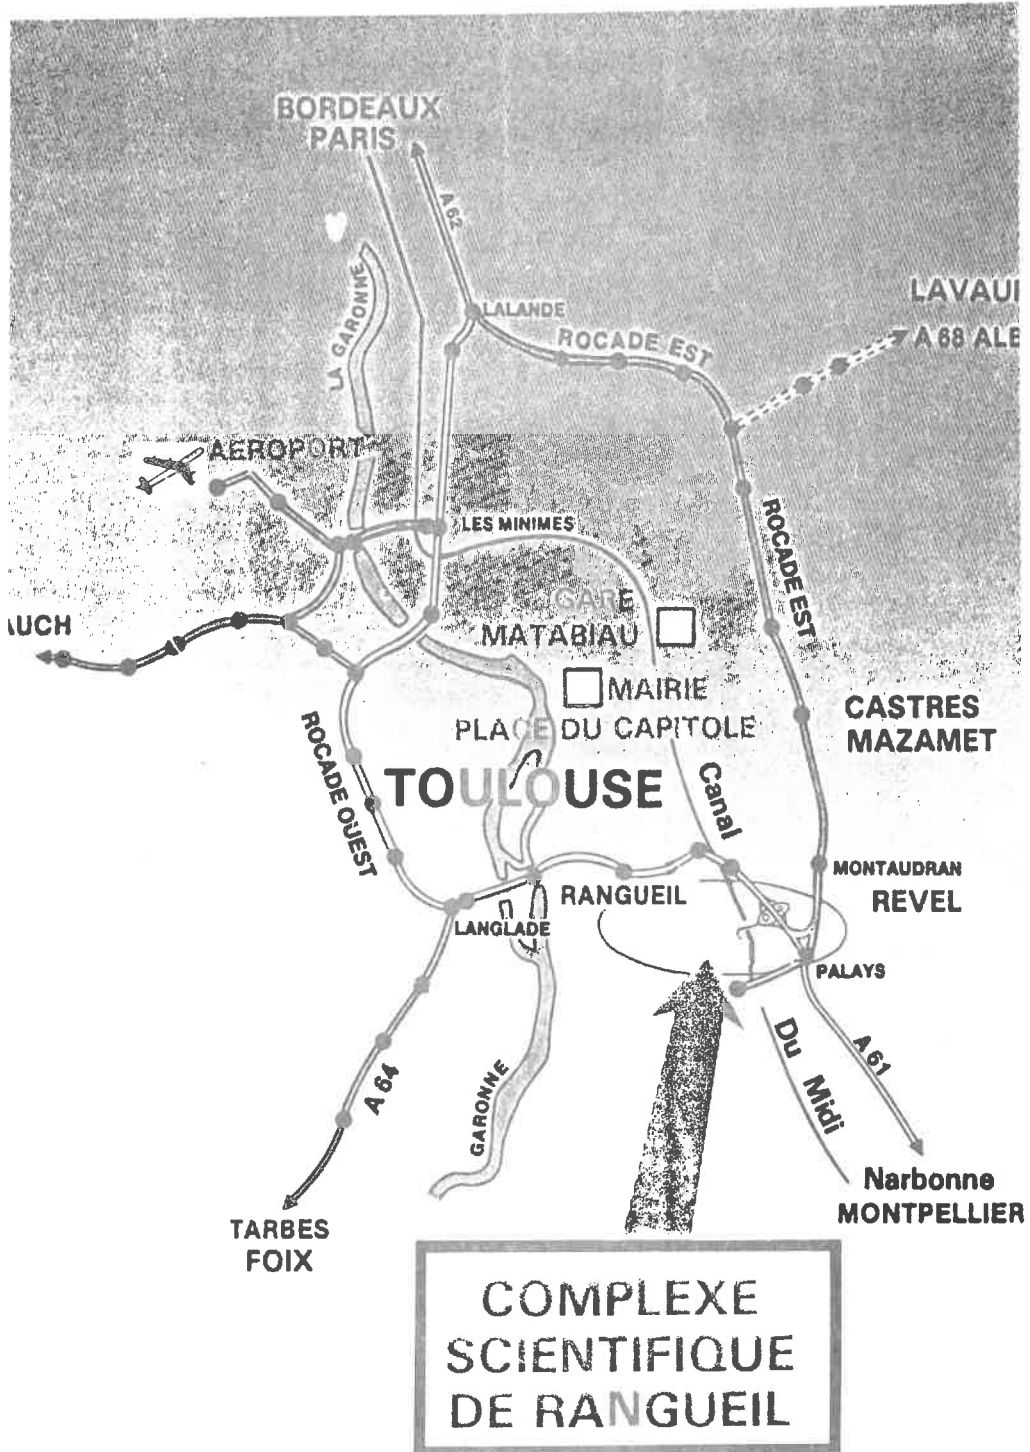 BORDEAUX
PARIS
A 62
LA GARONNE
LALANDE
ROCADE EST
LAVAU
A 68 ALB
AEROPORT
LES MINIMES
ROCADE EST
GARE
MATABIAU
AUCH
MAIRIE
PLACE DU CAPITOLE
CASTRES
MAZAMET
ROCADE OUEST
TOULOUSE
Canal
MONTAUDRAN
RANGUEIL
REVEL
LANGLADE
PALAYS
Du Midi
A 61
A 64
GARONNE
Narbonne
MONTPELLIER
TARBES
FOIX
COMPLEXE
SCIENTIFIQUE
DE RANGUEIL